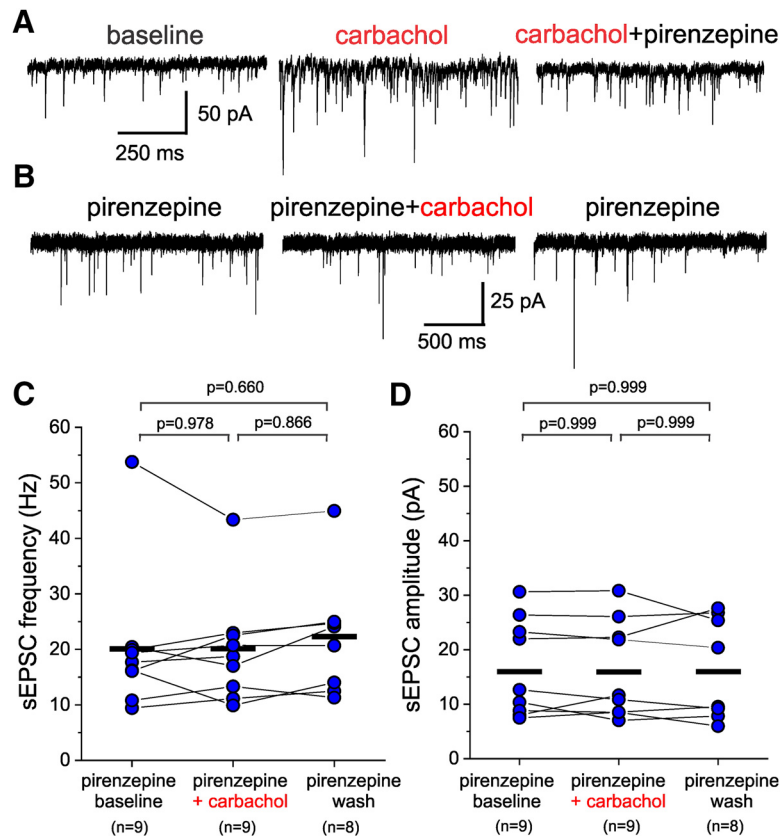 A
baseline
carbachol
carbachol+pirenzepine
50 pA
250 ms
B
pirenzepine
pirenzepine+carbachol
pirenzepine
25 pA
500 ms
C
p=0.660
p=0.978
p=0.866
sEPSC frequency (Hz)
60
50
40
30
20
10
0
pirenzepine
baseline
(n=9)
pirenzepine
+ carbachol
(n=9)
pirenzepine
wash
(n=8)
D
p=0.999
p=0.999
p=0.999
sEPSC amplitude (pA)
60
50
40
30
20
10
0
pirenzepine
baseline
(n=9)
pirenzepine
+ carbachol
(n=9)
pirenzepine
wash
(n=8)